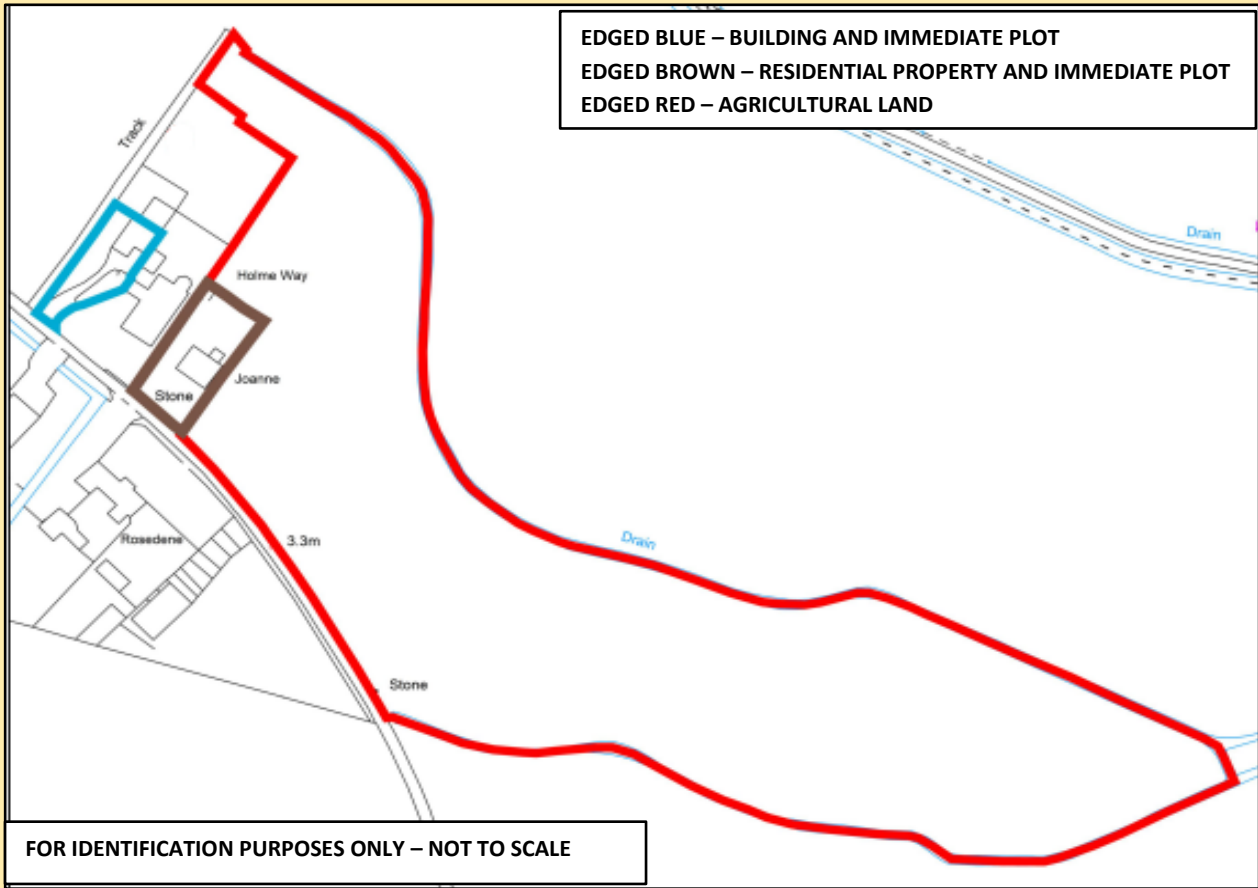 EDGED BLUE – BUILDING AND IMMEDIATE PLOT
EDGED BROWN – RESIDENTIAL PROPERTY AND IMMEDIATE PLOT
EDGED RED – AGRICULTURAL LAND
Track
Drain
Holme Way
Joanne
Stone
Rosedene
3.3m
Drain
Stone
FOR IDENTIFICATION PURPOSES ONLY – NOT TO SCALE